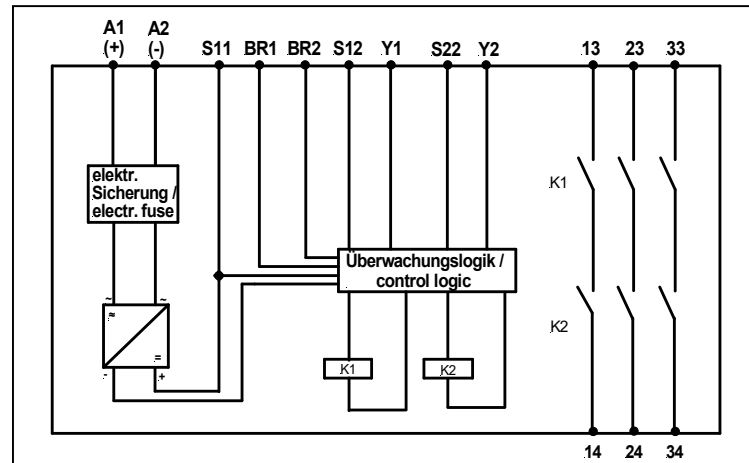 A1 A2 S11 BR1 BR2 S12 Y1 S22 Y2 13 23 33
(+) (-)
elektr.
Sicherung /
electr. fuse
K1
Überwachungslogik /
control logic
~ ~
≈
=
- +
K2
K1 K2
14 24 34